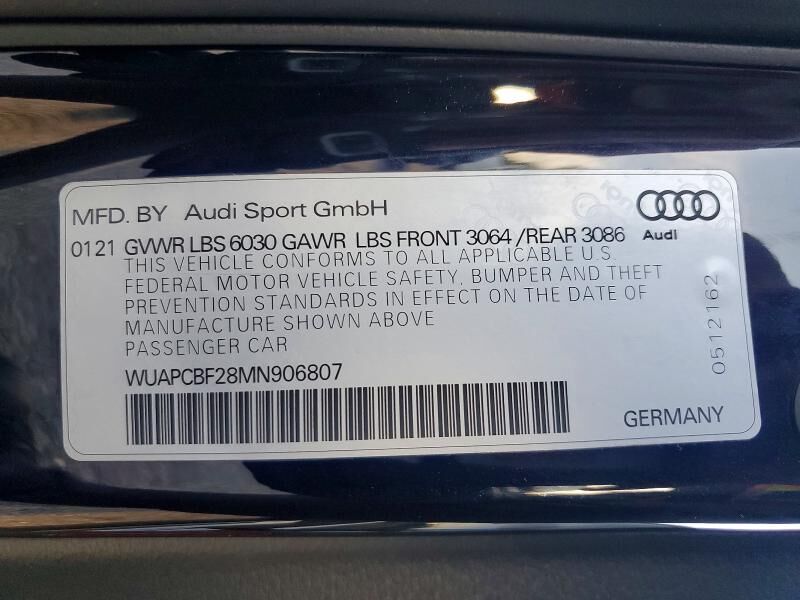 MFD. BY Audi Sport GmbH
Audi
0121 GVWR LBS 6030 GAWR LBS FRONT 3064 /REAR 3086
THIS VEHICLE CONFORMS TO ALL APPLICABLE U.S.
FEDERAL MOTOR VEHICLE SAFETY, BUMPER AND THEFT
PREVENTION STANDARDS IN EFFECT ON THE DATE OF
MANUFACTURE SHOWN ABOVE
PASSENGER CAR
WUAPCBF28MN906807
GERMANY
0512162